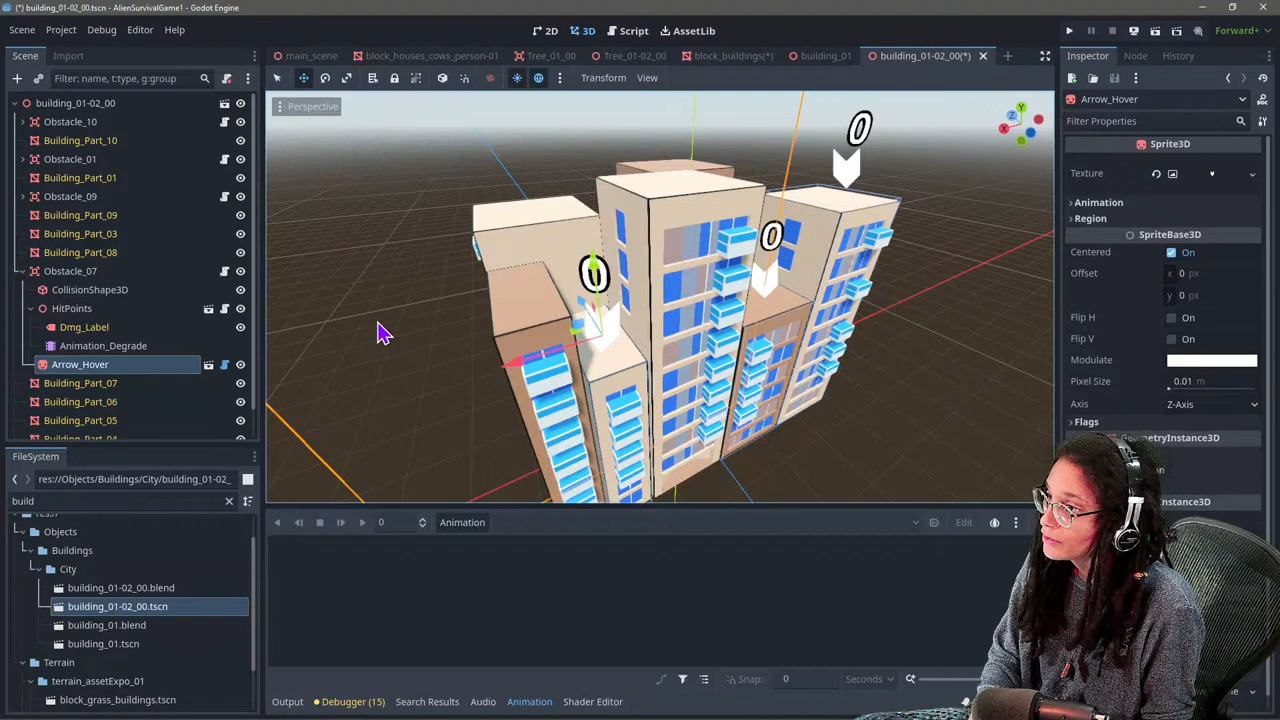 (*) building_01-02_00.tscn - AlienSurvivalGame1 - Godot Engine
Scene Project Debug Editor Help
2D 3D Script AssetLib
Forward+
Scene Import
main_scene block_houses_cows_person-01 Tree_01_00 Tree_01-02_00 block_buildings(*) building_01 building_01-02_00(*)
Inspector Node History
Filter: name, t:type, g:group
Transform View
Perspective
Y
Z
X
building_01-02_00
Obstacle_10
Building_Part_10
Obstacle_01
Building_Part_01
Obstacle_09
Building_Part_09
Building_Part_03
Building_Part_08
Obstacle_07
CollisionShape3D
HitPoints
Dmg_Label
Animation_Degrade
Arrow_Hover
Building_Part_07
Building_Part_06
Building_Part_05
Building_Part_04
0
0
0
Arrow_Hover
Filter Properties
Sprite3D
Texture
Animation
Region
SpriteBase3D
Centered On
Offset x 0 px
y 0 px
Flip H On
Flip V On
Modulate
Pixel Size 0.01 m
Axis Z-Axis
Flags
GeometryInstance3D
FileSystem
res://Objects/Buildings/City/building_01-02_
build
res://
Objects
Buildings
City
building_01-02_00.blend
building_01-02_00.tscn
building_01.blend
building_01.tscn
Terrain
terrain_assetExpo_01
block_grass_buildings.tscn
0 Animation Edit
Snap: 0 Seconds
Output Debugger (15) Search Results Audio Animation Shader Editor